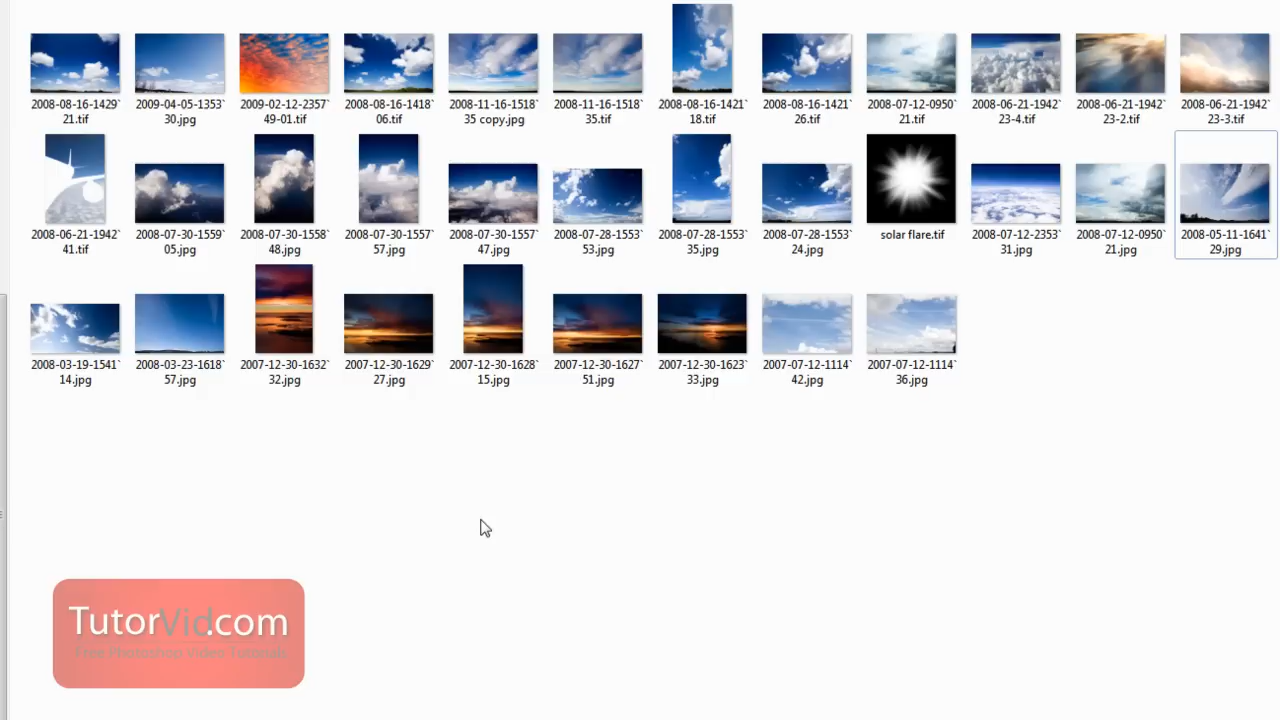 2008-08-16-1429` 2009-04-05-1353` 2009-02-12-2357` 2008-08-16-1418` 2008-11-16-1518` 2008-11-16-1518` 2008-08-16-1421` 2008-08-16-1421` 2008-07-12-0950` 2008-06-21-1942` 2008-06-21-1942` 2008-06-21-1942`
21.tif 30.jpg 49-01.tif 06.tif 35 copy.jpg 35.tif 18.tif 26.tif 21.tif 23-4.tif 23-2.tif 23-3.tif
2008-06-21-1942` 2008-07-30-1559` 2008-07-30-1558` 2008-07-30-1557` 2008-07-30-1557` 2008-07-28-1553` 2008-07-28-1553` 2008-07-28-1553` solar flare.tif 2008-07-12-2353` 2008-07-12-0950` 2008-05-11-1641`
41.tif 05.jpg 48.jpg 57.jpg 47.jpg 53.jpg 35.jpg 24.jpg 31.jpg 21.jpg 29.jpg
2008-03-19-1541` 2008-03-23-1618` 2007-12-30-1632` 2007-12-30-1629` 2007-12-30-1628` 2007-12-30-1627` 2007-12-30-1623` 2007-07-12-1114` 2007-07-12-1114`
14.jpg 57.jpg 32.jpg 27.jpg 15.jpg 51.jpg 33.jpg 42.jpg 36.jpg
TutorVid.com
Free Photoshop Video Tutorials